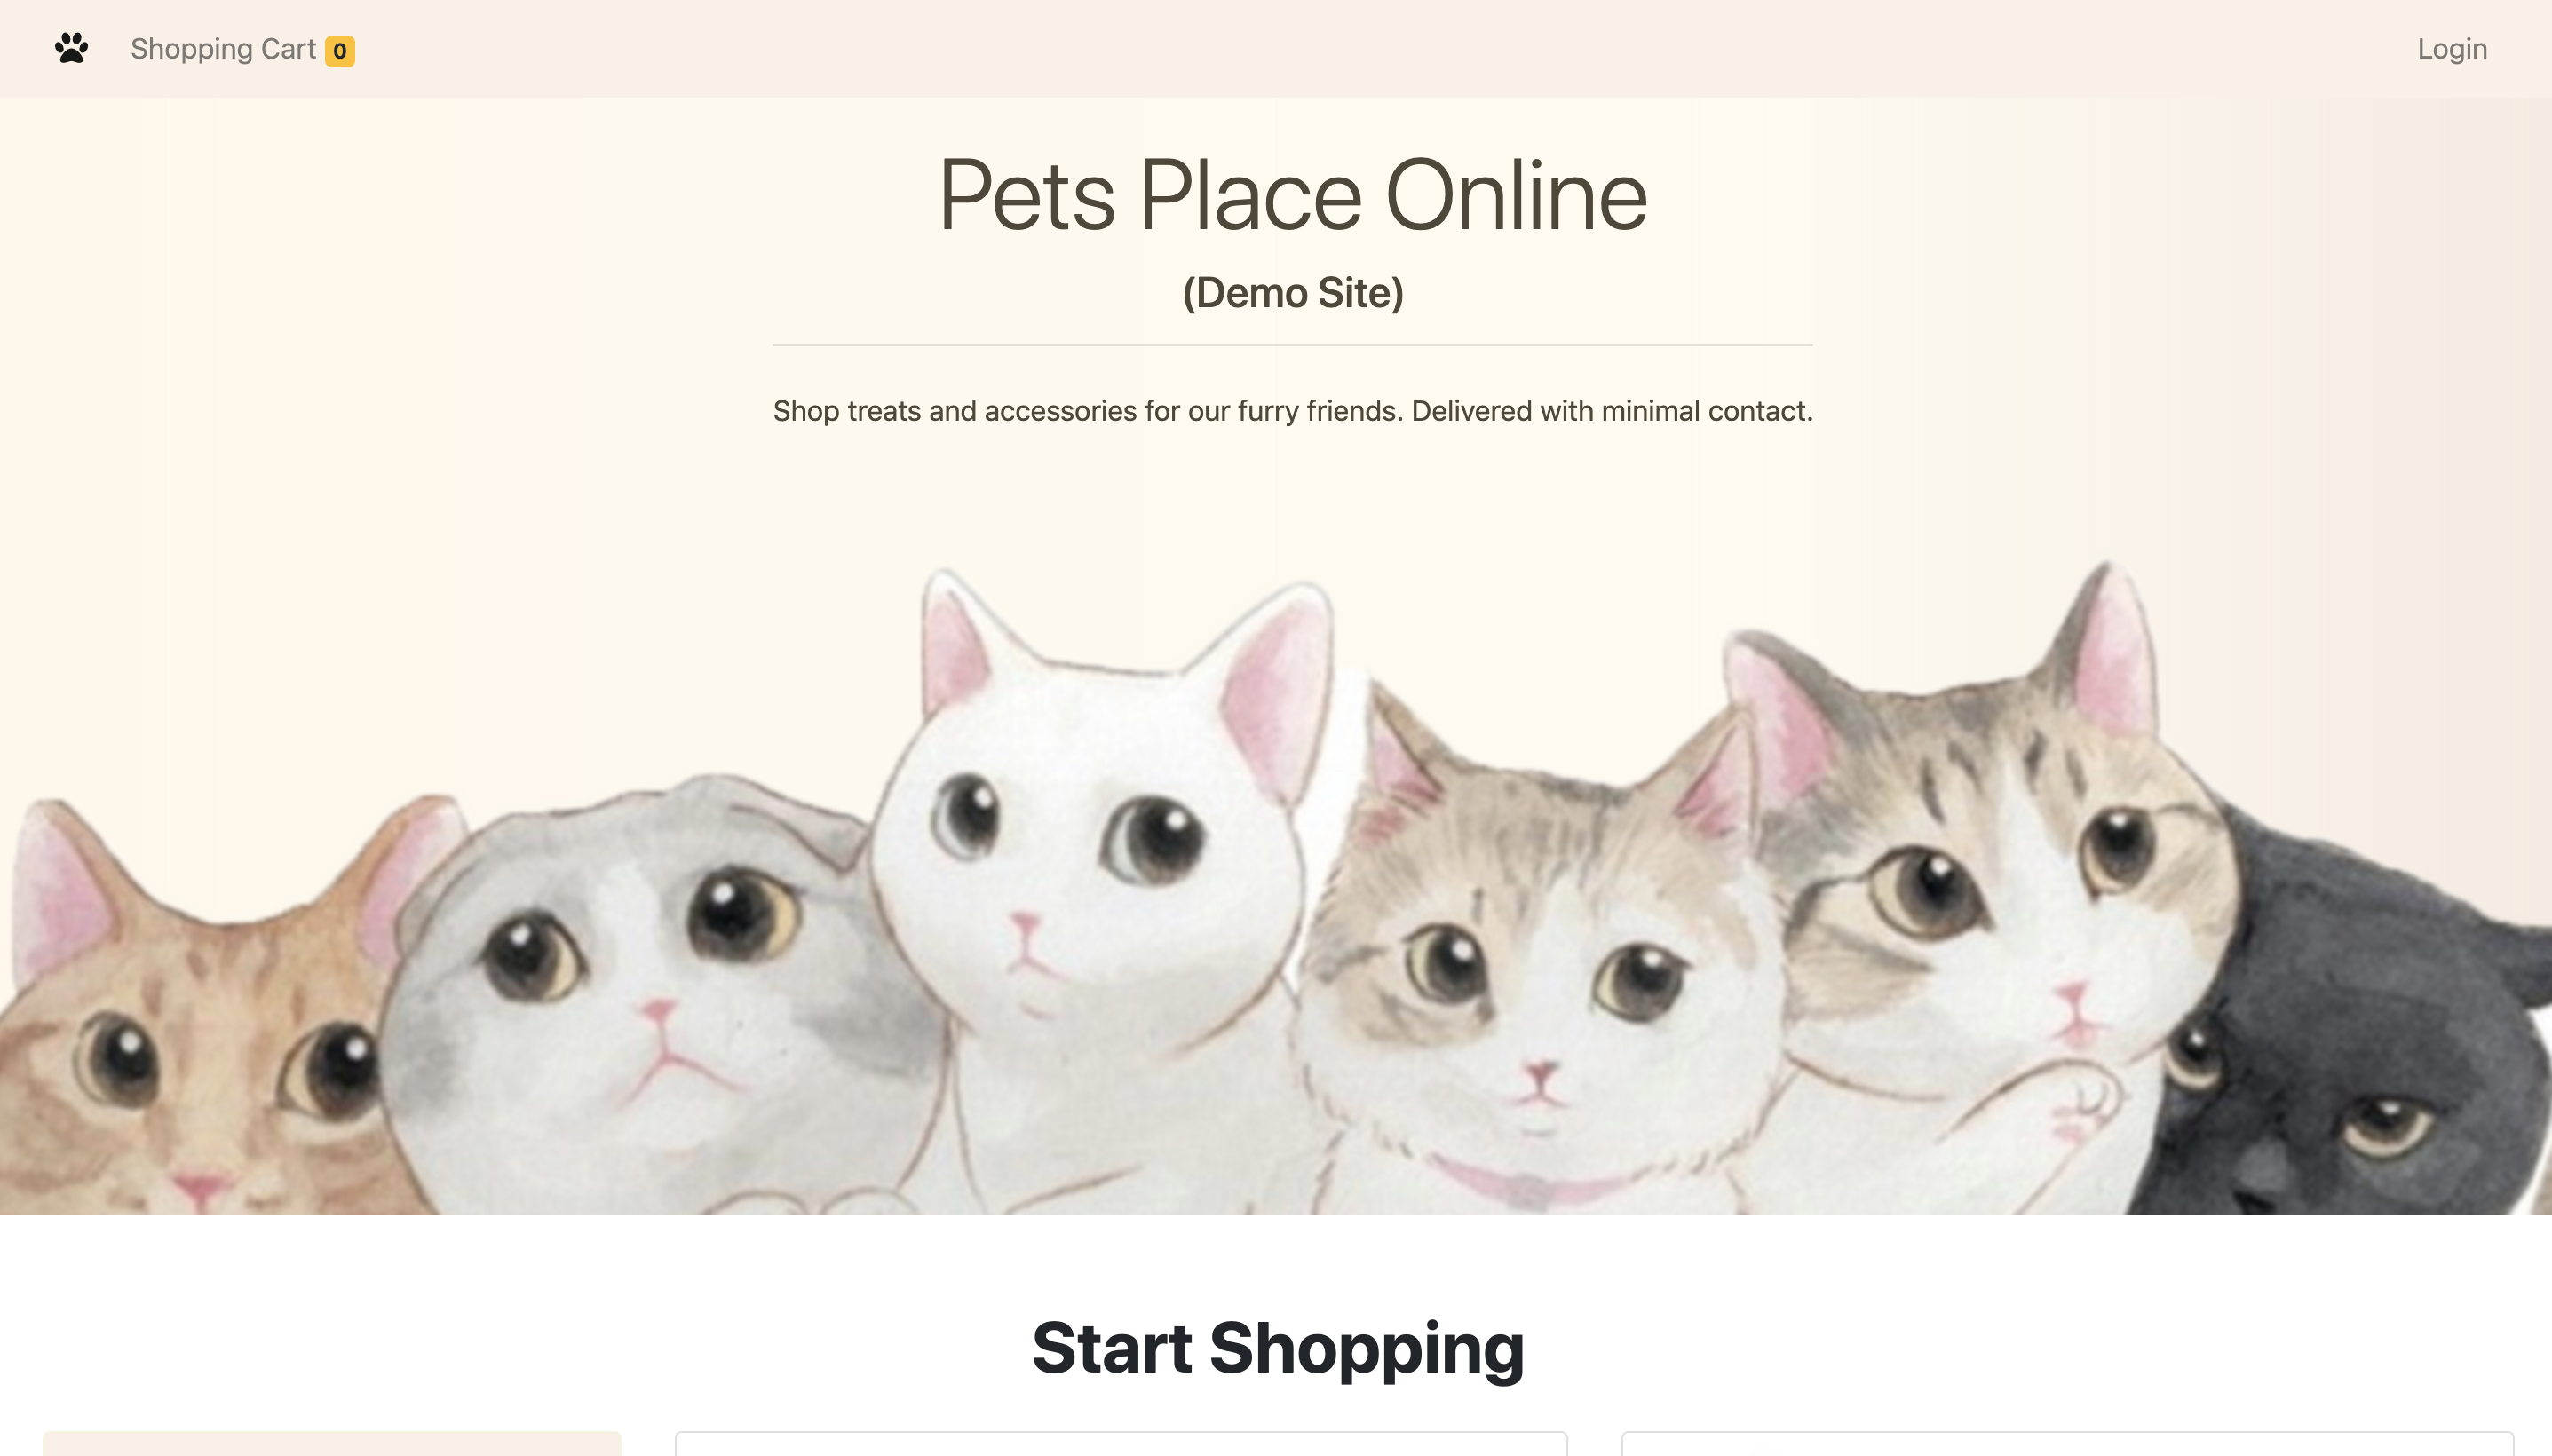 Shopping Cart 0
Login
Pets Place Online
(Demo Site)
Shop treats and accessories for our furry friends. Delivered with minimal contact.
Start Shopping